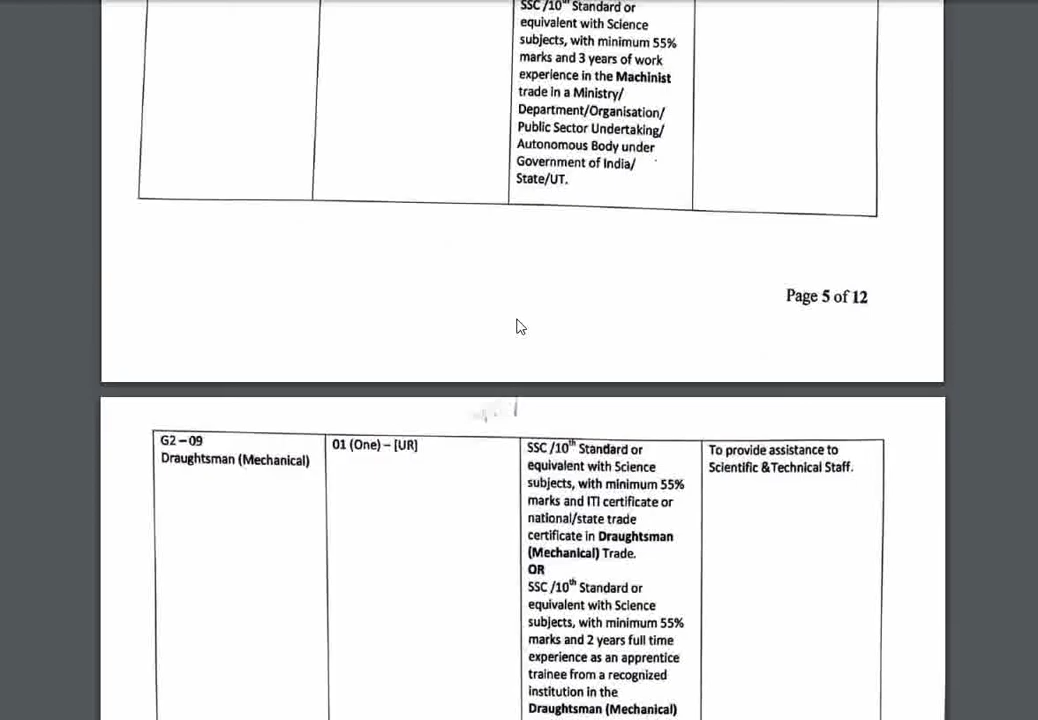 SSC /10th Standard or
equivalent with Science
subjects, with minimum 55%
marks and 3 years of work
experience in the Machinist
trade in a Ministry/
Department/Organisation/
Public Sector Undertaking/
Autonomous Body under
Government of India/
State/UT.
Page 5 of 12
G2 – 09
Draughtsman (Mechanical)
01 (One) – [UR]
SSC /10th Standard or
equivalent with Science
subjects, with minimum 55%
marks and ITI certificate or
national/state trade
certificate in Draughtsman
(Mechanical) Trade.
OR
SSC /10th Standard or
equivalent with Science
subjects, with minimum 55%
marks and 2 years full time
experience as an apprentice
trainee from a recognized
institution in the
Draughtsman (Mechanical)
To provide assistance to
Scientific &Technical Staff.